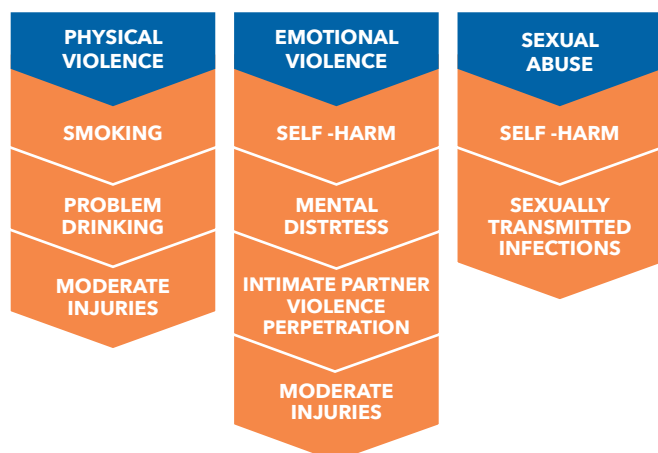 PHYSICAL
VIOLENCE
SMOKING
PROBLEM
DRINKING
MODERATE
INJURIES
EMOTIONAL
VIOLENCE
SELF -HARM
MENTAL
DISTRTESS
INTIMATE PARTNER
VIOLENCE
PERPETRATION
MODERATE
INJURIES
SEXUAL
ABUSE
SELF -HARM
SEXUALLY
TRANSMITTED
INFECTIONS